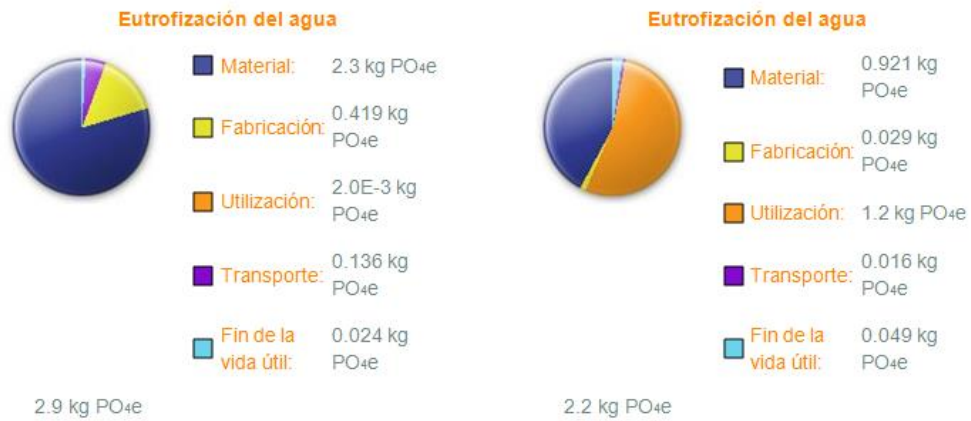 Eutrofización del agua
Material: 2.3 kg PO₄e
Fabricación: 0.419 kg
PO₄e
Utilización: 2.0E-3 kg
PO₄e
Transporte: 0.136 kg
PO₄e
Fin de la
vida útil: 0.024 kg
PO₄e
2.9 kg PO₄e
Eutrofización del agua
Material: 0.921 kg
PO₄e
Fabricación: 0.029 kg
PO₄e
Utilización: 1.2 kg PO₄e
Transporte: 0.016 kg
PO₄e
Fin de la
vida útil: 0.049 kg
PO₄e
2.2 kg PO₄e